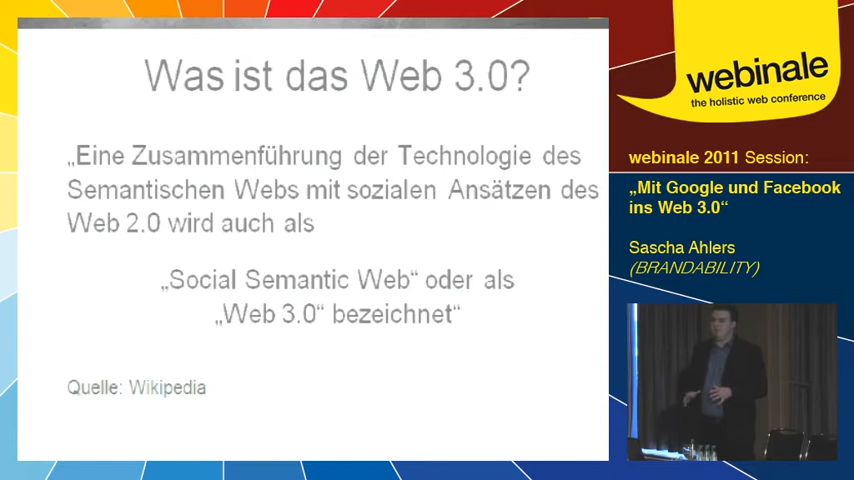 Was ist das Web 3.0?
„Eine Zusammenführung der Technologie des
Semantischen Webs mit sozialen Ansätzen des
Web 2.0 wird auch als
„Social Semantic Web“ oder als
„Web 3.0“ bezeichnet“
Quelle: Wikipedia
webinale
the holistic web conference
webinale 2011 Session:
„Mit Google und Facebook
ins Web 3.0“
Sascha Ahlers
(BRANDABILITY)